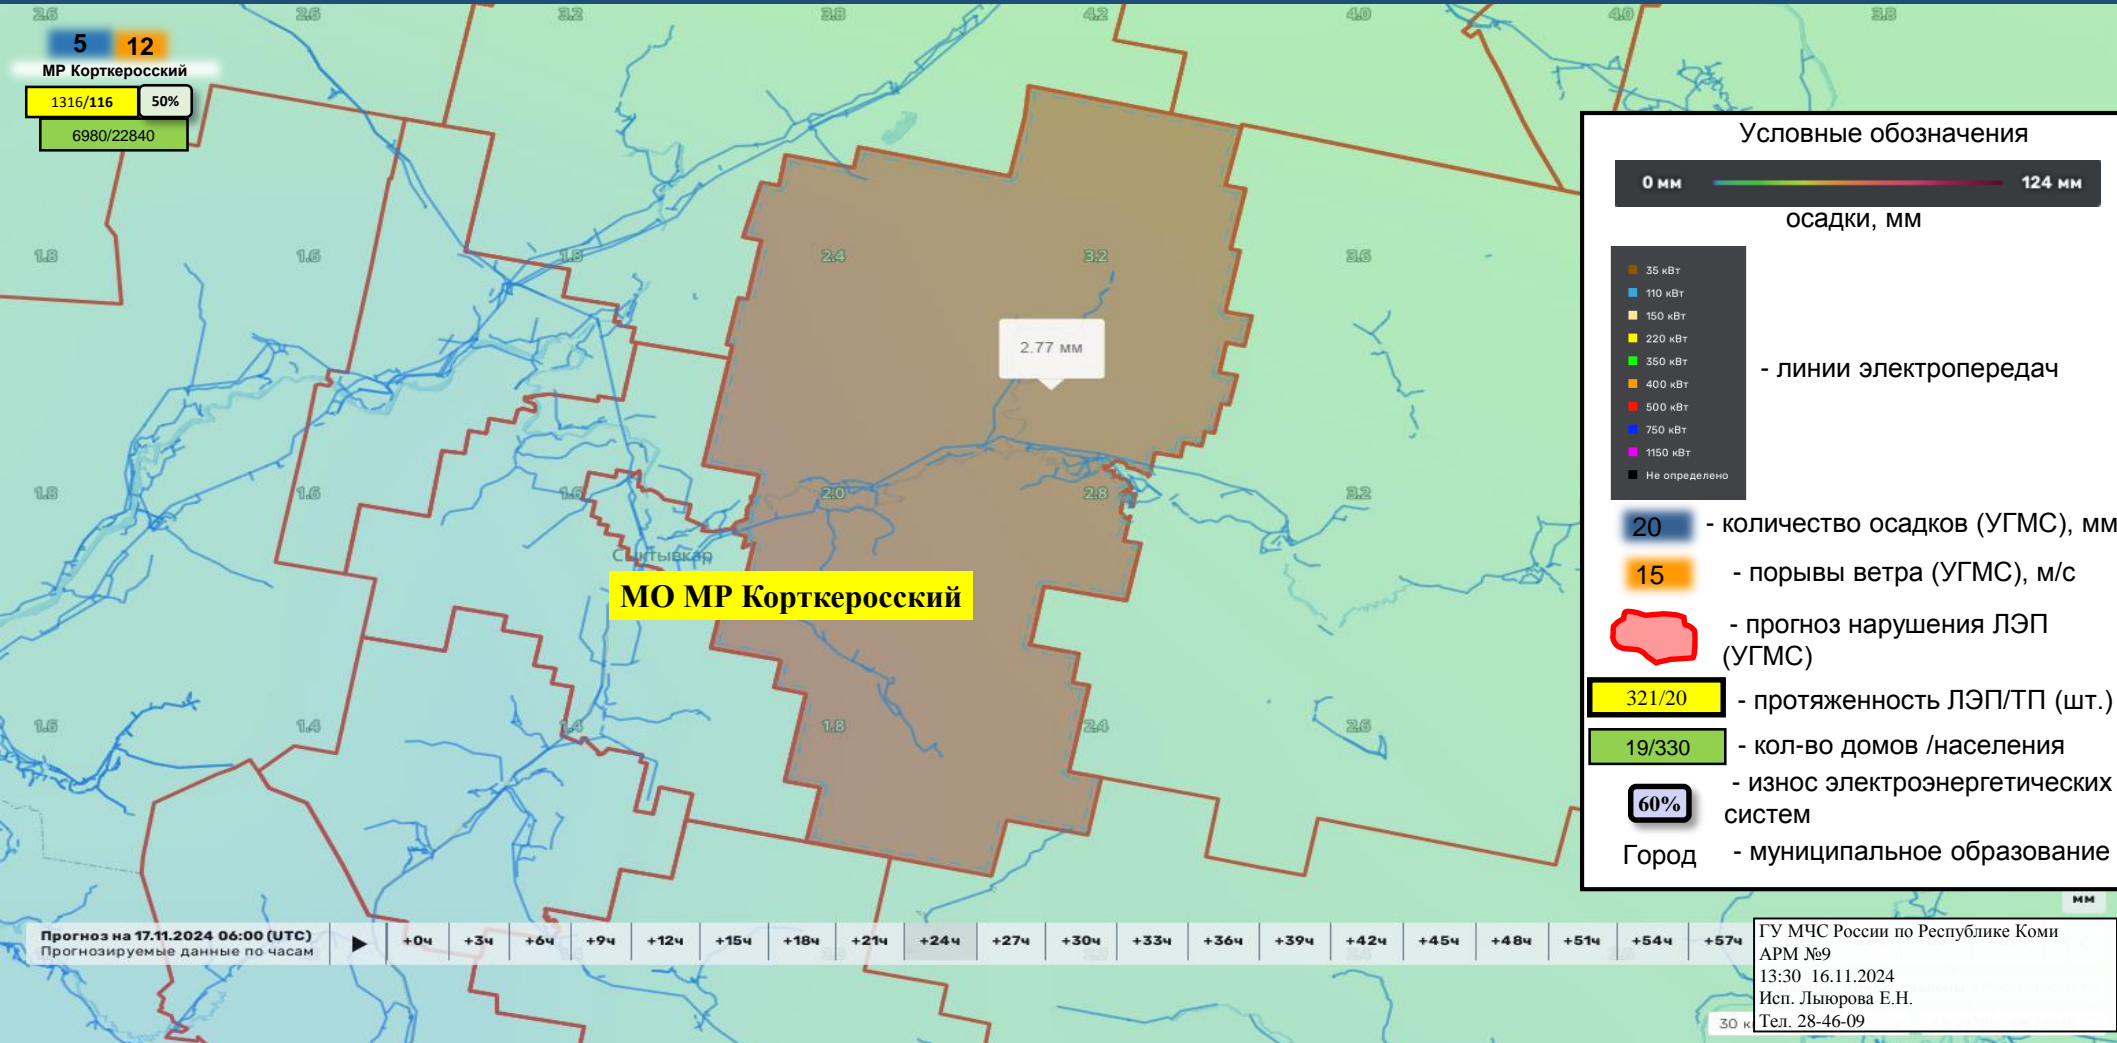 2.6 2.6 3.2 3.8 4.2 4.0 4.0 3.8
5 12
МР Корткеросский
1316/116 50%
6980/22840
1.8 1.6 1.8 2.4 3.2 3.6
2.77 мм
1.8 1.6 1.6 2.0 2.8 3.2
Сыктывкар
МО МР Корткеросский
1.6 1.4 1.4 1.8 2.4 2.6
Условные обозначения
0 мм 124 мм
осадки, мм
35 кВт
110 кВт
150 кВт
220 кВт
350 кВт
400 кВт
500 кВт
750 кВт
1150 кВт
Не определено
- линии электропередач
20 - количество осадков (УГМС), мм
15 - порывы ветра (УГМС), м/с
- прогноз нарушения ЛЭП
(УГМС)
321/20 - протяженность ЛЭП/ТП (шт.)
19/330 - кол-во домов /населения
60% - износ электроэнергетических
систем
Город - муниципальное образование
мм
Прогноз на 17.11.2024 06:00 (UTC)
Прогнозируемые данные по часам
+0ч +3ч +6ч +9ч +12ч +15ч +18ч +21ч +24ч +27ч +30ч +33ч +36ч +39ч +42ч +45ч +48ч +51ч +54ч +57ч
ГУ МЧС России по Республике Коми
АРМ №9
13:30 16.11.2024
Исп. Лыюрова Е.Н.
Тел. 28-46-09
30 к